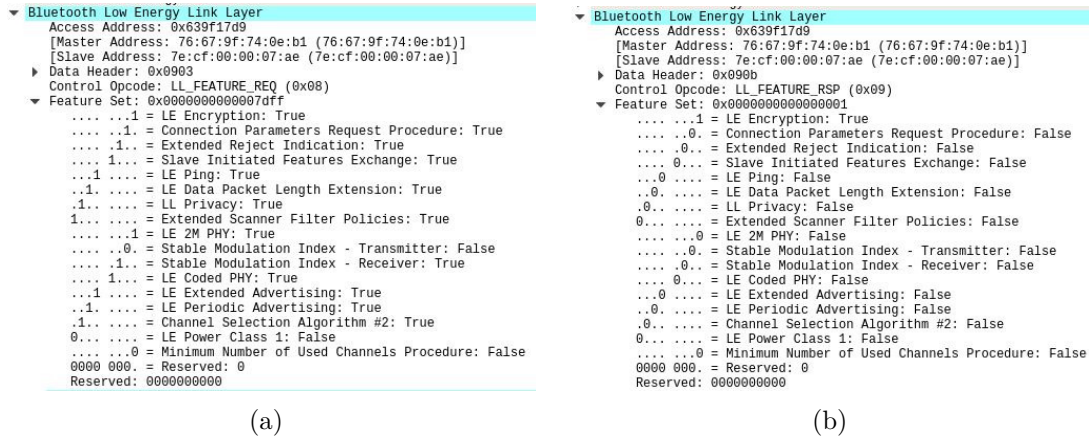 Bluetooth Low Energy Link Layer
Access Address: 0x639f17d9
[Master Address: 76:67:9f:74:0e:b1 (76:67:9f:74:0e:b1)]
[Slave Address: 7e:cf:00:00:07:ae (7e:cf:00:00:07:ae)]
Data Header: 0x0903
Control Opcode: LL_FEATURE_REQ (0x08)
Feature Set: 0x0000000000007dff
.... ...1 = LE Encryption: True
.... ..1. = Connection Parameters Request Procedure: True
.... .1.. = Extended Reject Indication: True
.... 1... = Slave Initiated Features Exchange: True
...1 .... = LE Ping: True
..1. .... = LE Data Packet Length Extension: True
.1.. .... = LL Privacy: True
1... .... = Extended Scanner Filter Policies: True
.... ...1 = LE 2M PHY: True
.... ..0. = Stable Modulation Index - Transmitter: False
.... .1.. = Stable Modulation Index - Receiver: True
.... 1... = LE Coded PHY: True
...1 .... = LE Extended Advertising: True
..1. .... = LE Periodic Advertising: True
.1.. .... = Channel Selection Algorithm #2: True
0... .... = LE Power Class 1: False
.... ...0 = Minimum Number of Used Channels Procedure: False
0000 000. = Reserved: 0
Reserved: 0000000000
(a)
Bluetooth Low Energy Link Layer
Access Address: 0x639f17d9
[Master Address: 76:67:9f:74:0e:b1 (76:67:9f:74:0e:b1)]
[Slave Address: 7e:cf:00:00:07:ae (7e:cf:00:00:07:ae)]
Data Header: 0x090b
Control Opcode: LL_FEATURE_RSP (0x09)
Feature Set: 0x0000000000000001
.... ...1 = LE Encryption: True
.... ..0. = Connection Parameters Request Procedure: False
.... .0.. = Extended Reject Indication: False
.... 0... = Slave Initiated Features Exchange: False
...0 .... = LE Ping: False
..0. .... = LE Data Packet Length Extension: False
.0.. .... = LL Privacy: False
0... .... = Extended Scanner Filter Policies: False
.... ...0 = LE 2M PHY: False
.... ..0. = Stable Modulation Index - Transmitter: False
.... .0.. = Stable Modulation Index - Receiver: False
.... 0... = LE Coded PHY: False
...0 .... = LE Extended Advertising: False
..0. .... = LE Periodic Advertising: False
.0.. .... = Channel Selection Algorithm #2: False
0... .... = LE Power Class 1: False
.... ...0 = Minimum Number of Used Channels Procedure: False
0000 000. = Reserved: 0
Reserved: 0000000000
(b)